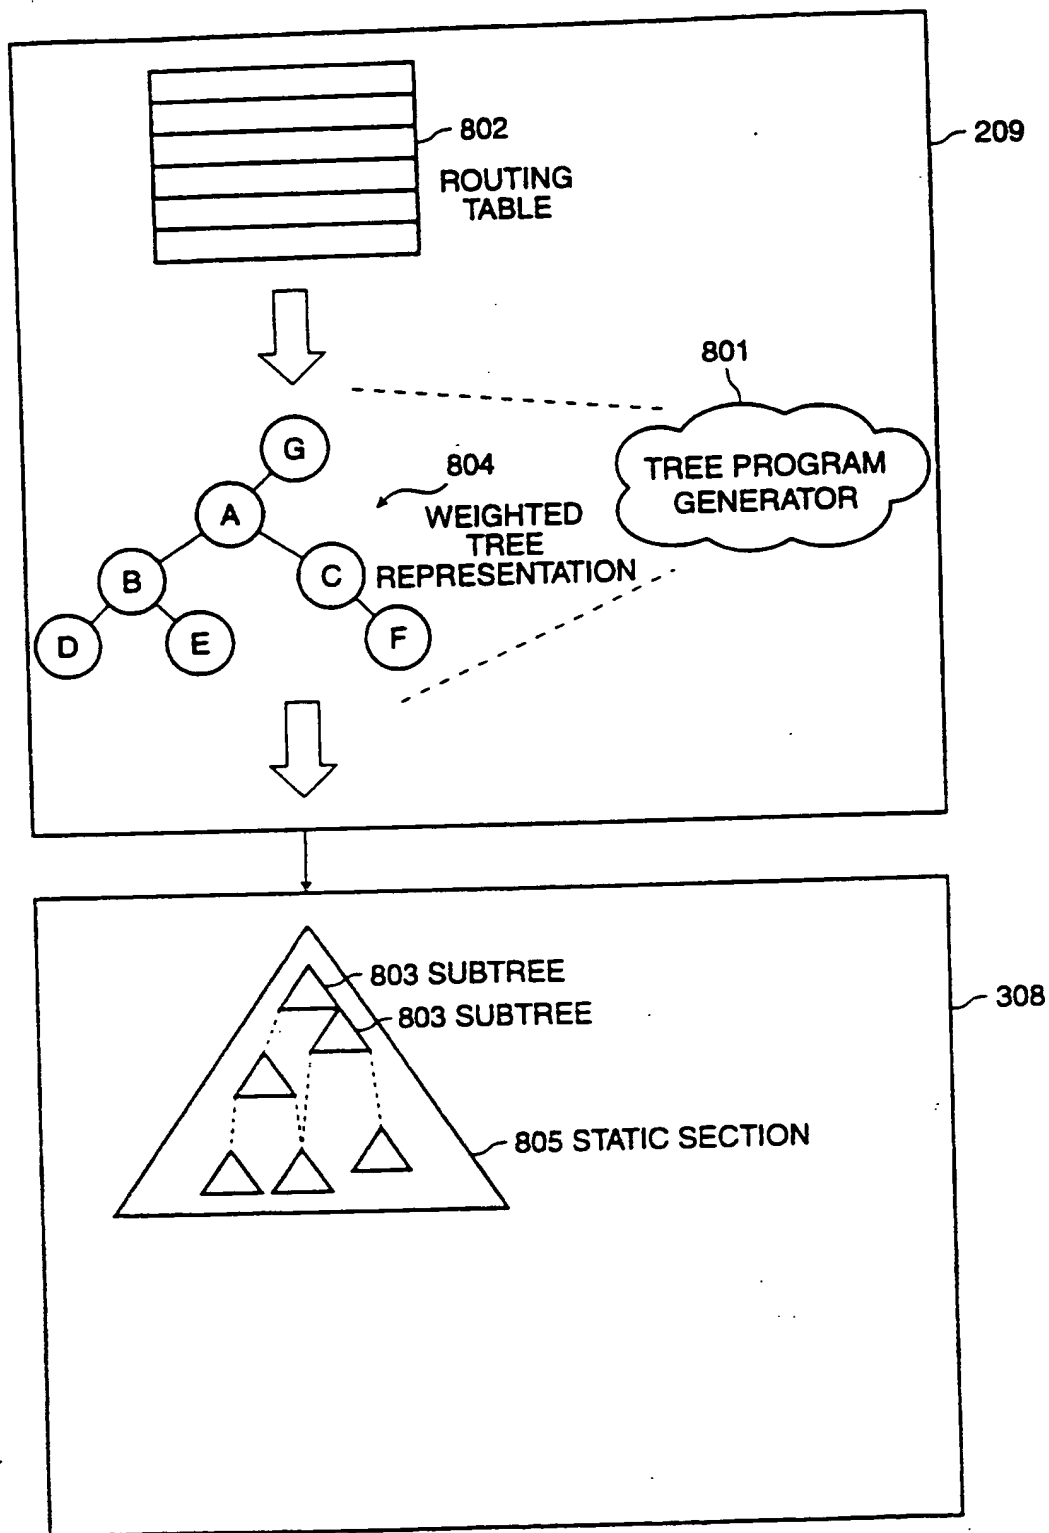 802
ROUTING
TABLE
209
801
TREE PROGRAM
GENERATOR
804
WEIGHTED
TREE
REPRESENTATION
G
A
B
C
D
E
F
803 SUBTREE
803 SUBTREE
308
805 STATIC SECTION